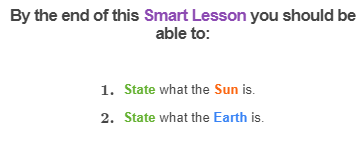 By the end of this Smart Lesson you should be
able to:
1. State what the Sun is.
2. State what the Earth is.